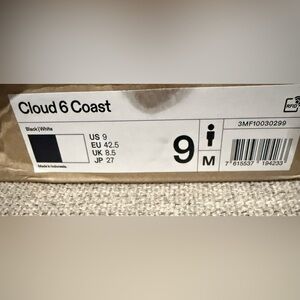 Cloud 6 Coast
RFID
Black|White
US 9
EU 42.5
UK 8.5
JP 27
Made in Indonesia
9
M
3MF10030299
7 615537 194233